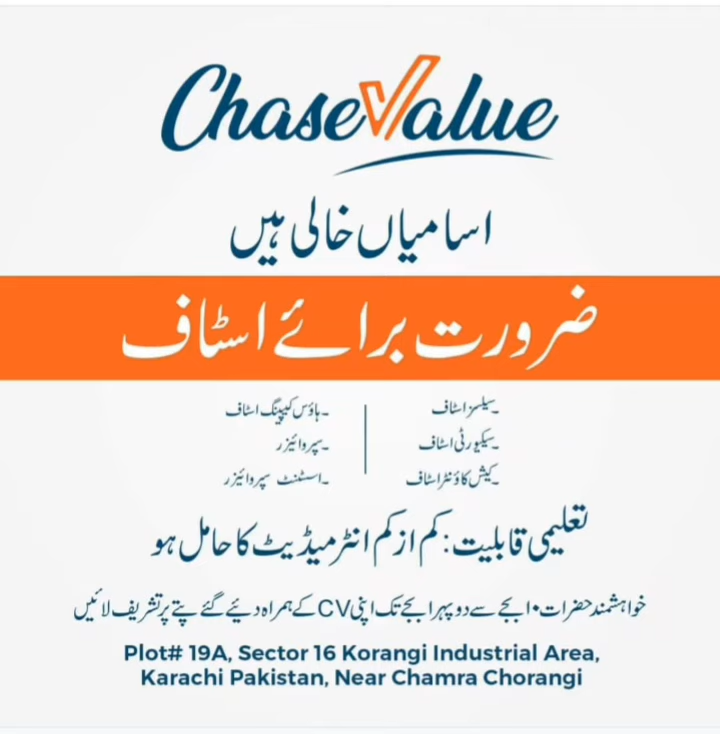 ChaseValue
اسامیاں خالی ہیں
ضرورت برائے اسٹاف
۔سیلز اسٹاف
۔سیکیورٹی اسٹاف
۔کیش کاؤنٹر اسٹاف
۔ہاؤس کیپنگ اسٹاف
۔سپروائیزر
۔اسسٹنٹ سپروائیزر
تعلیمی قابلیت: کم از کم انٹرمیڈیٹ کا حامل ہو
خواہشمند حضرات ۱۰ بجے سے دوپہر ۱ بجے تک اپنی CV کے ہمراہ دیئے گئے پتے پر تشریف لائیں
Plot# 19A, Sector 16 Korangi Industrial Area,
Karachi Pakistan, Near Chamra Chorangi